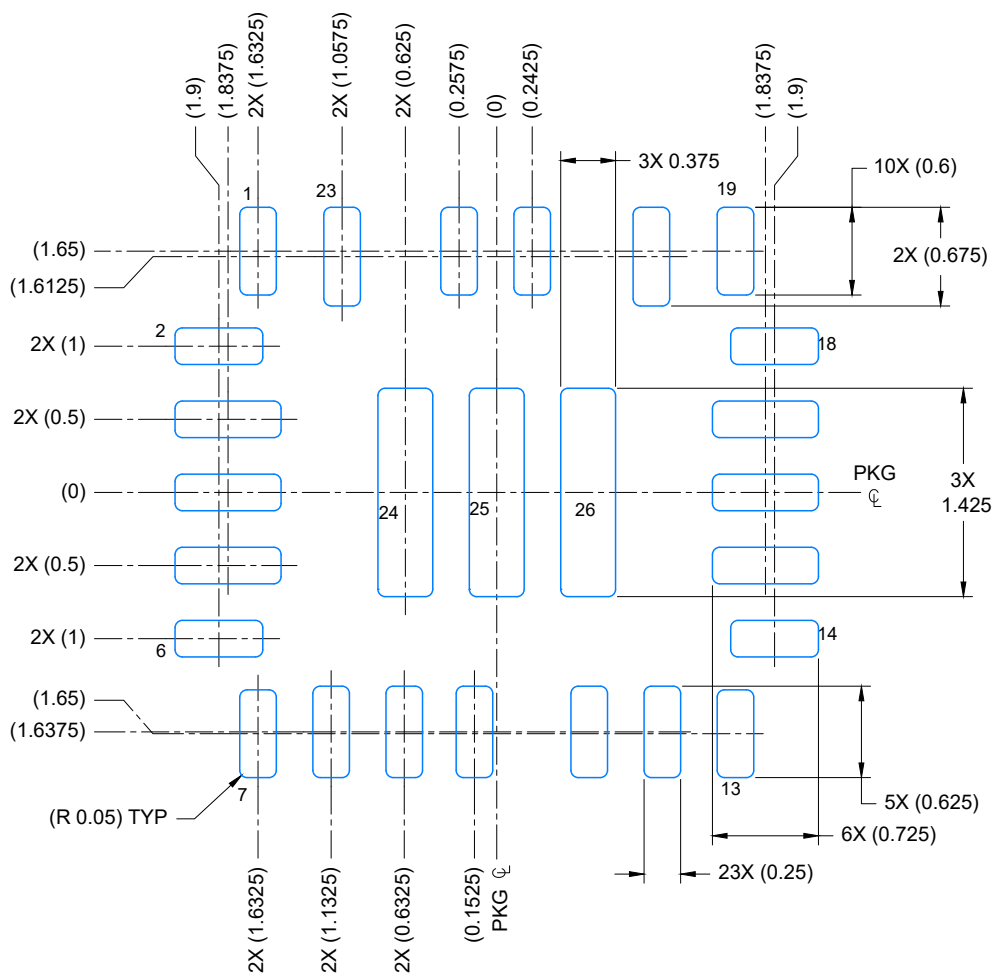 (1.9)
(1.8375)
2X (1.6325)
2X (1.0575)
2X (0.625)
(0.2575)
(0)
(0.2425)
(1.8375)
(1.9)
3X 0.375
10X (0.6)
1
23
19
(1.65)
2X (0.675)
(1.6125)
2
2X (1)
18
2X (0.5)
PKG
(0)
℄
3X
1.425
24
25
26
2X (0.5)
2X (1)
6
14
(1.65)
(1.6375)
7
13
5X (0.625)
(R 0.05) TYP
6X (0.725)
23X (0.25)
2X (1.6325)
2X (1.1325)
2X (0.6325)
(0.1525)
PKG ℄